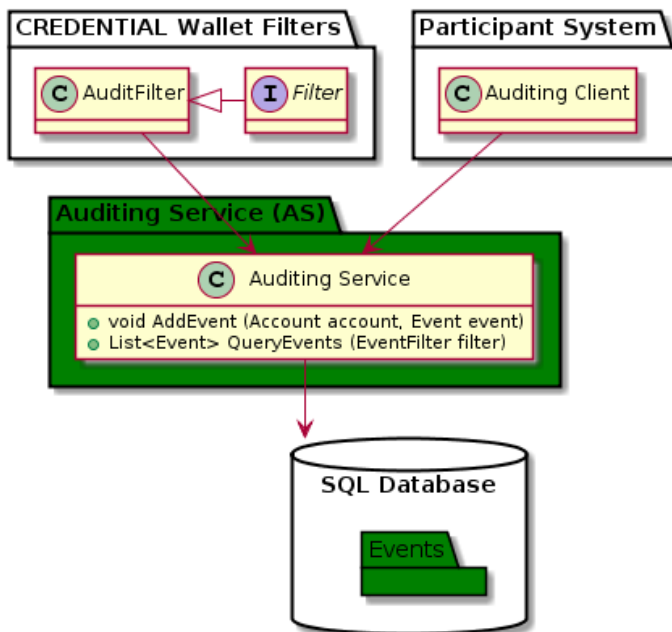 CREDENTIAL Wallet Filters
Participant System
C AuditFilter
I Filter
C Auditing Client
Auditing Service (AS)
C Auditing Service
void AddEvent (Account account, Event event)
List<Event> QueryEvents (EventFilter filter)
SQL Database
Events